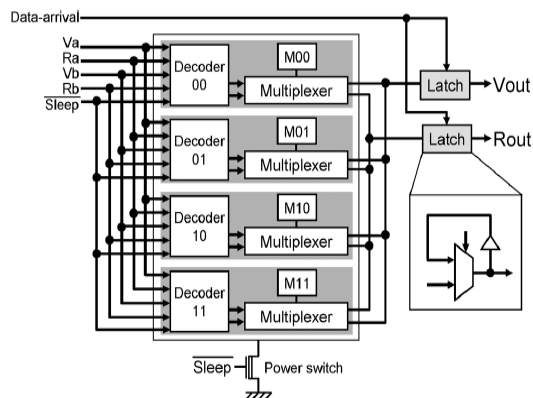 Data-arrival
Va
Ra
Vb
Rb
Sleep
Decoder
00
M00
Multiplexer
Latch
Vout
Decoder
01
M01
Multiplexer
Latch
Rout
Decoder
10
M10
Multiplexer
Decoder
11
M11
Multiplexer
Sleep
Power switch